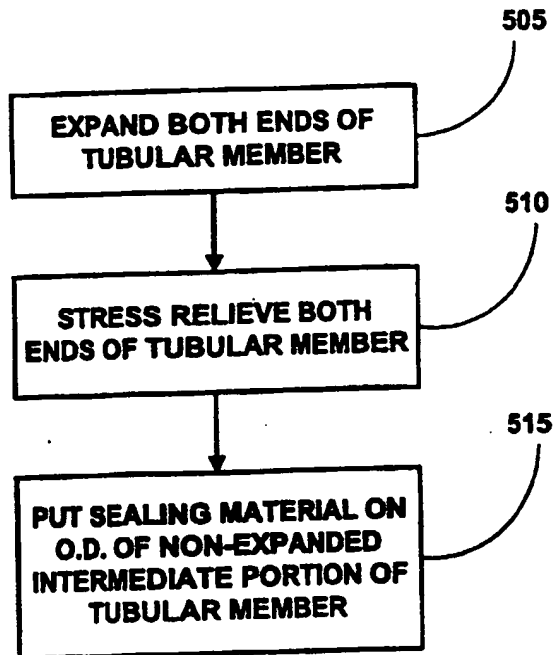 505
EXPAND BOTH ENDS OF
TUBULAR MEMBER
510
STRESS RELIEVE BOTH
ENDS OF TUBULAR MEMBER
515
PUT SEALING MATERIAL ON
O.D. OF NON-EXPANDED
INTERMEDIATE PORTION OF
TUBULAR MEMBER